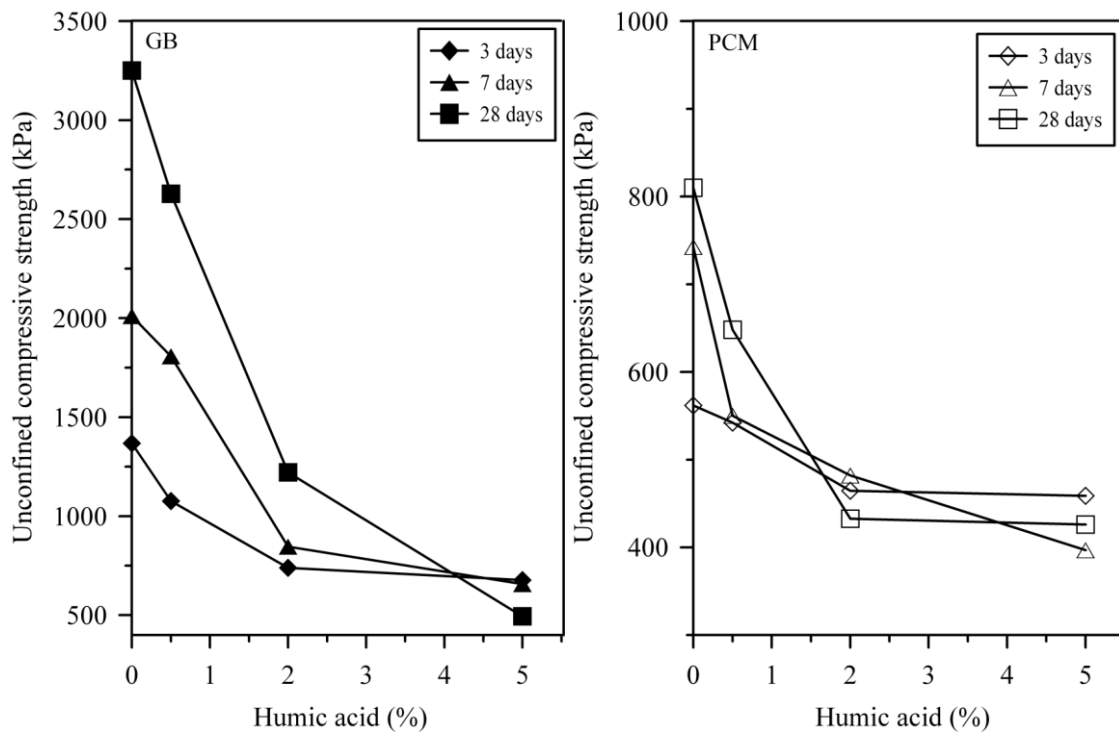 GB
3 days
7 days
28 days
Unconfined compressive strength (kPa)
3500
3000
2500
2000
1500
1000
500
0
1
2
3
4
5
Humic acid (%)
PCM
3 days
7 days
28 days
Unconfined compressive strength (kPa)
1000
800
600
400
0
1
2
3
4
5
Humic acid (%)